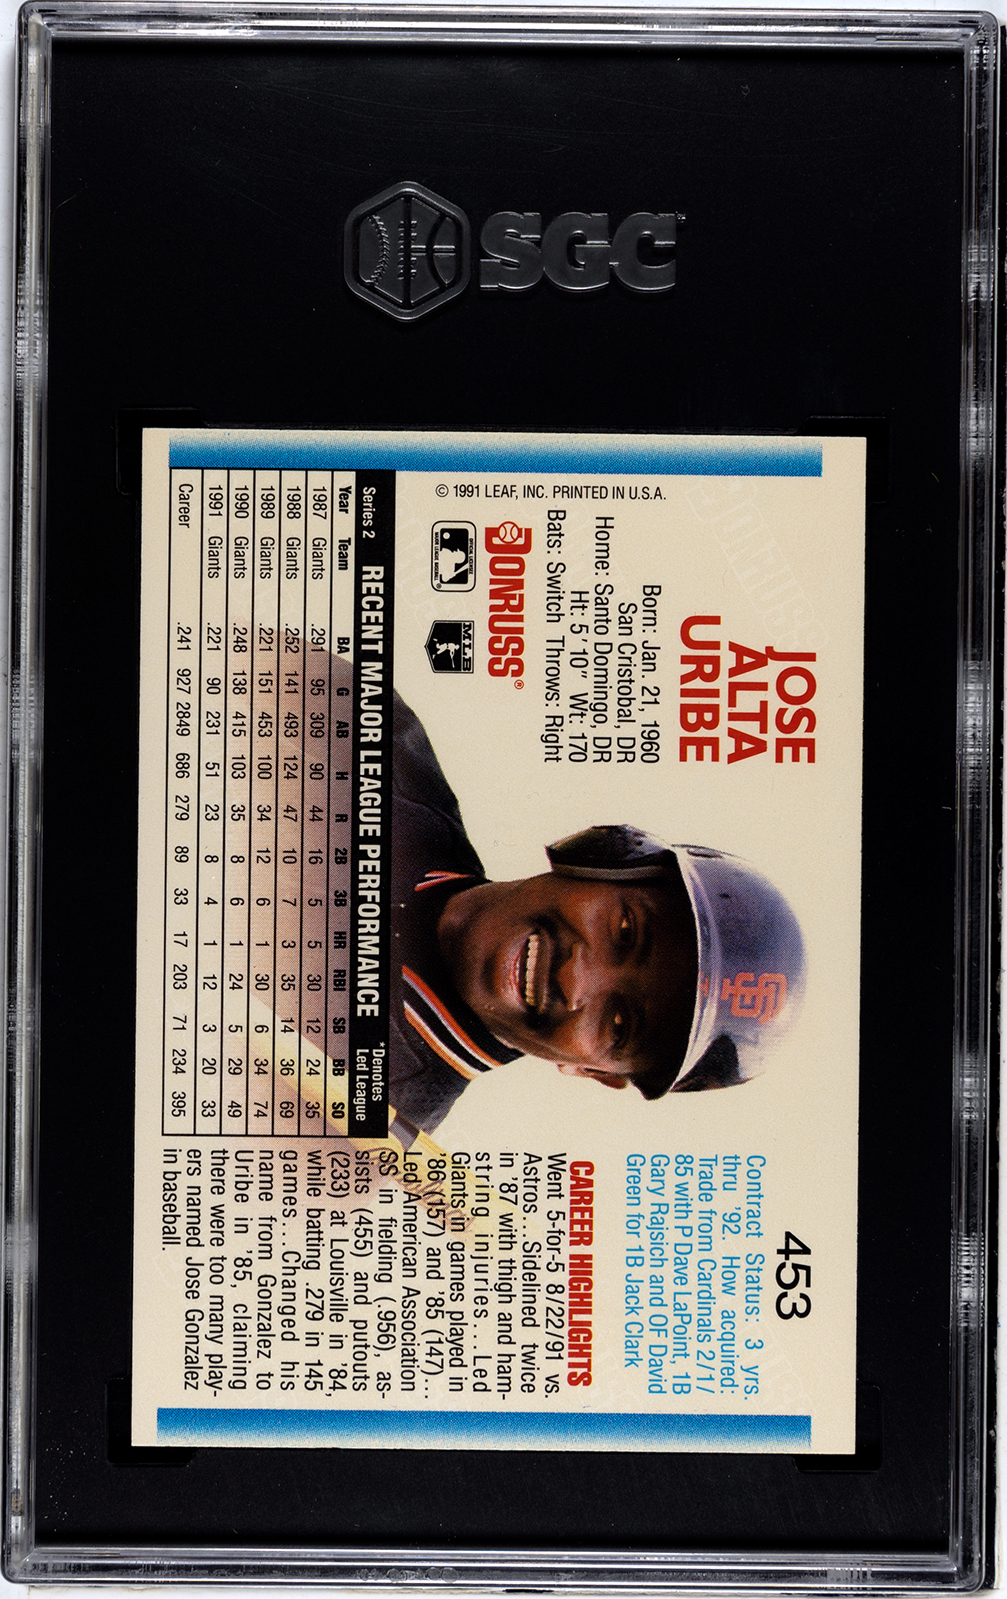 SGC
JOSE
ALTA
URIBE
Born: Jan. 21, 1960
San Cristobal, DR
Home: Santo Domingo, DR
Ht: 5'10" Wt: 170
Bats: Switch Throws: Right
© 1991 LEAF, INC. PRINTED IN U.S.A.
DONRUSS®
OFFICIAL LICENSEE
MAJOR LEAGUE BASEBALL
MLB
SF
453
Contract Status: 3 yrs.
thru '92. How acquired:
Trade from Cardinals 2/1/
85 with P Dave LaPoint, 1B
Gary Rajsich and OF David
Green for 1B Jack Clark
CAREER HIGHLIGHTS
Went 5-for-5 8/22/91 vs.
Astros...Sidelined twice
in '87 with thigh and ham-
string injuries...Led
Giants in games played in
'86 (157) and '85 (147)...
Led American Association
SS in fielding (.956), as-
sists (455) and putouts
(233) at Louisville in '84,
while batting .279 in 145
games...Changed his
name from Gonzalez to
Uribe in '85, claiming
there were too many play-
ers named Jose Gonzalez
in baseball.
Series 2 RECENT MAJOR LEAGUE PERFORMANCE *Denotes
Led League
Year Team BA G AB H R 2B 3B HR RBI SB BB SO
1987 Giants .291 95 309 90 44 16 5 5 30 12 24 35
1988 Giants .252 141 493 124 47 10 7 3 35 14 36 69
1989 Giants .221 151 453 100 34 12 6 1 30 6 34 74
1990 Giants .248 138 415 103 35 8 6 1 24 5 29 49
1991 Giants .221 90 231 51 23 8 4 1 12 3 20 33
Career .241 927 2849 686 279 89 33 17 203 71 234 395